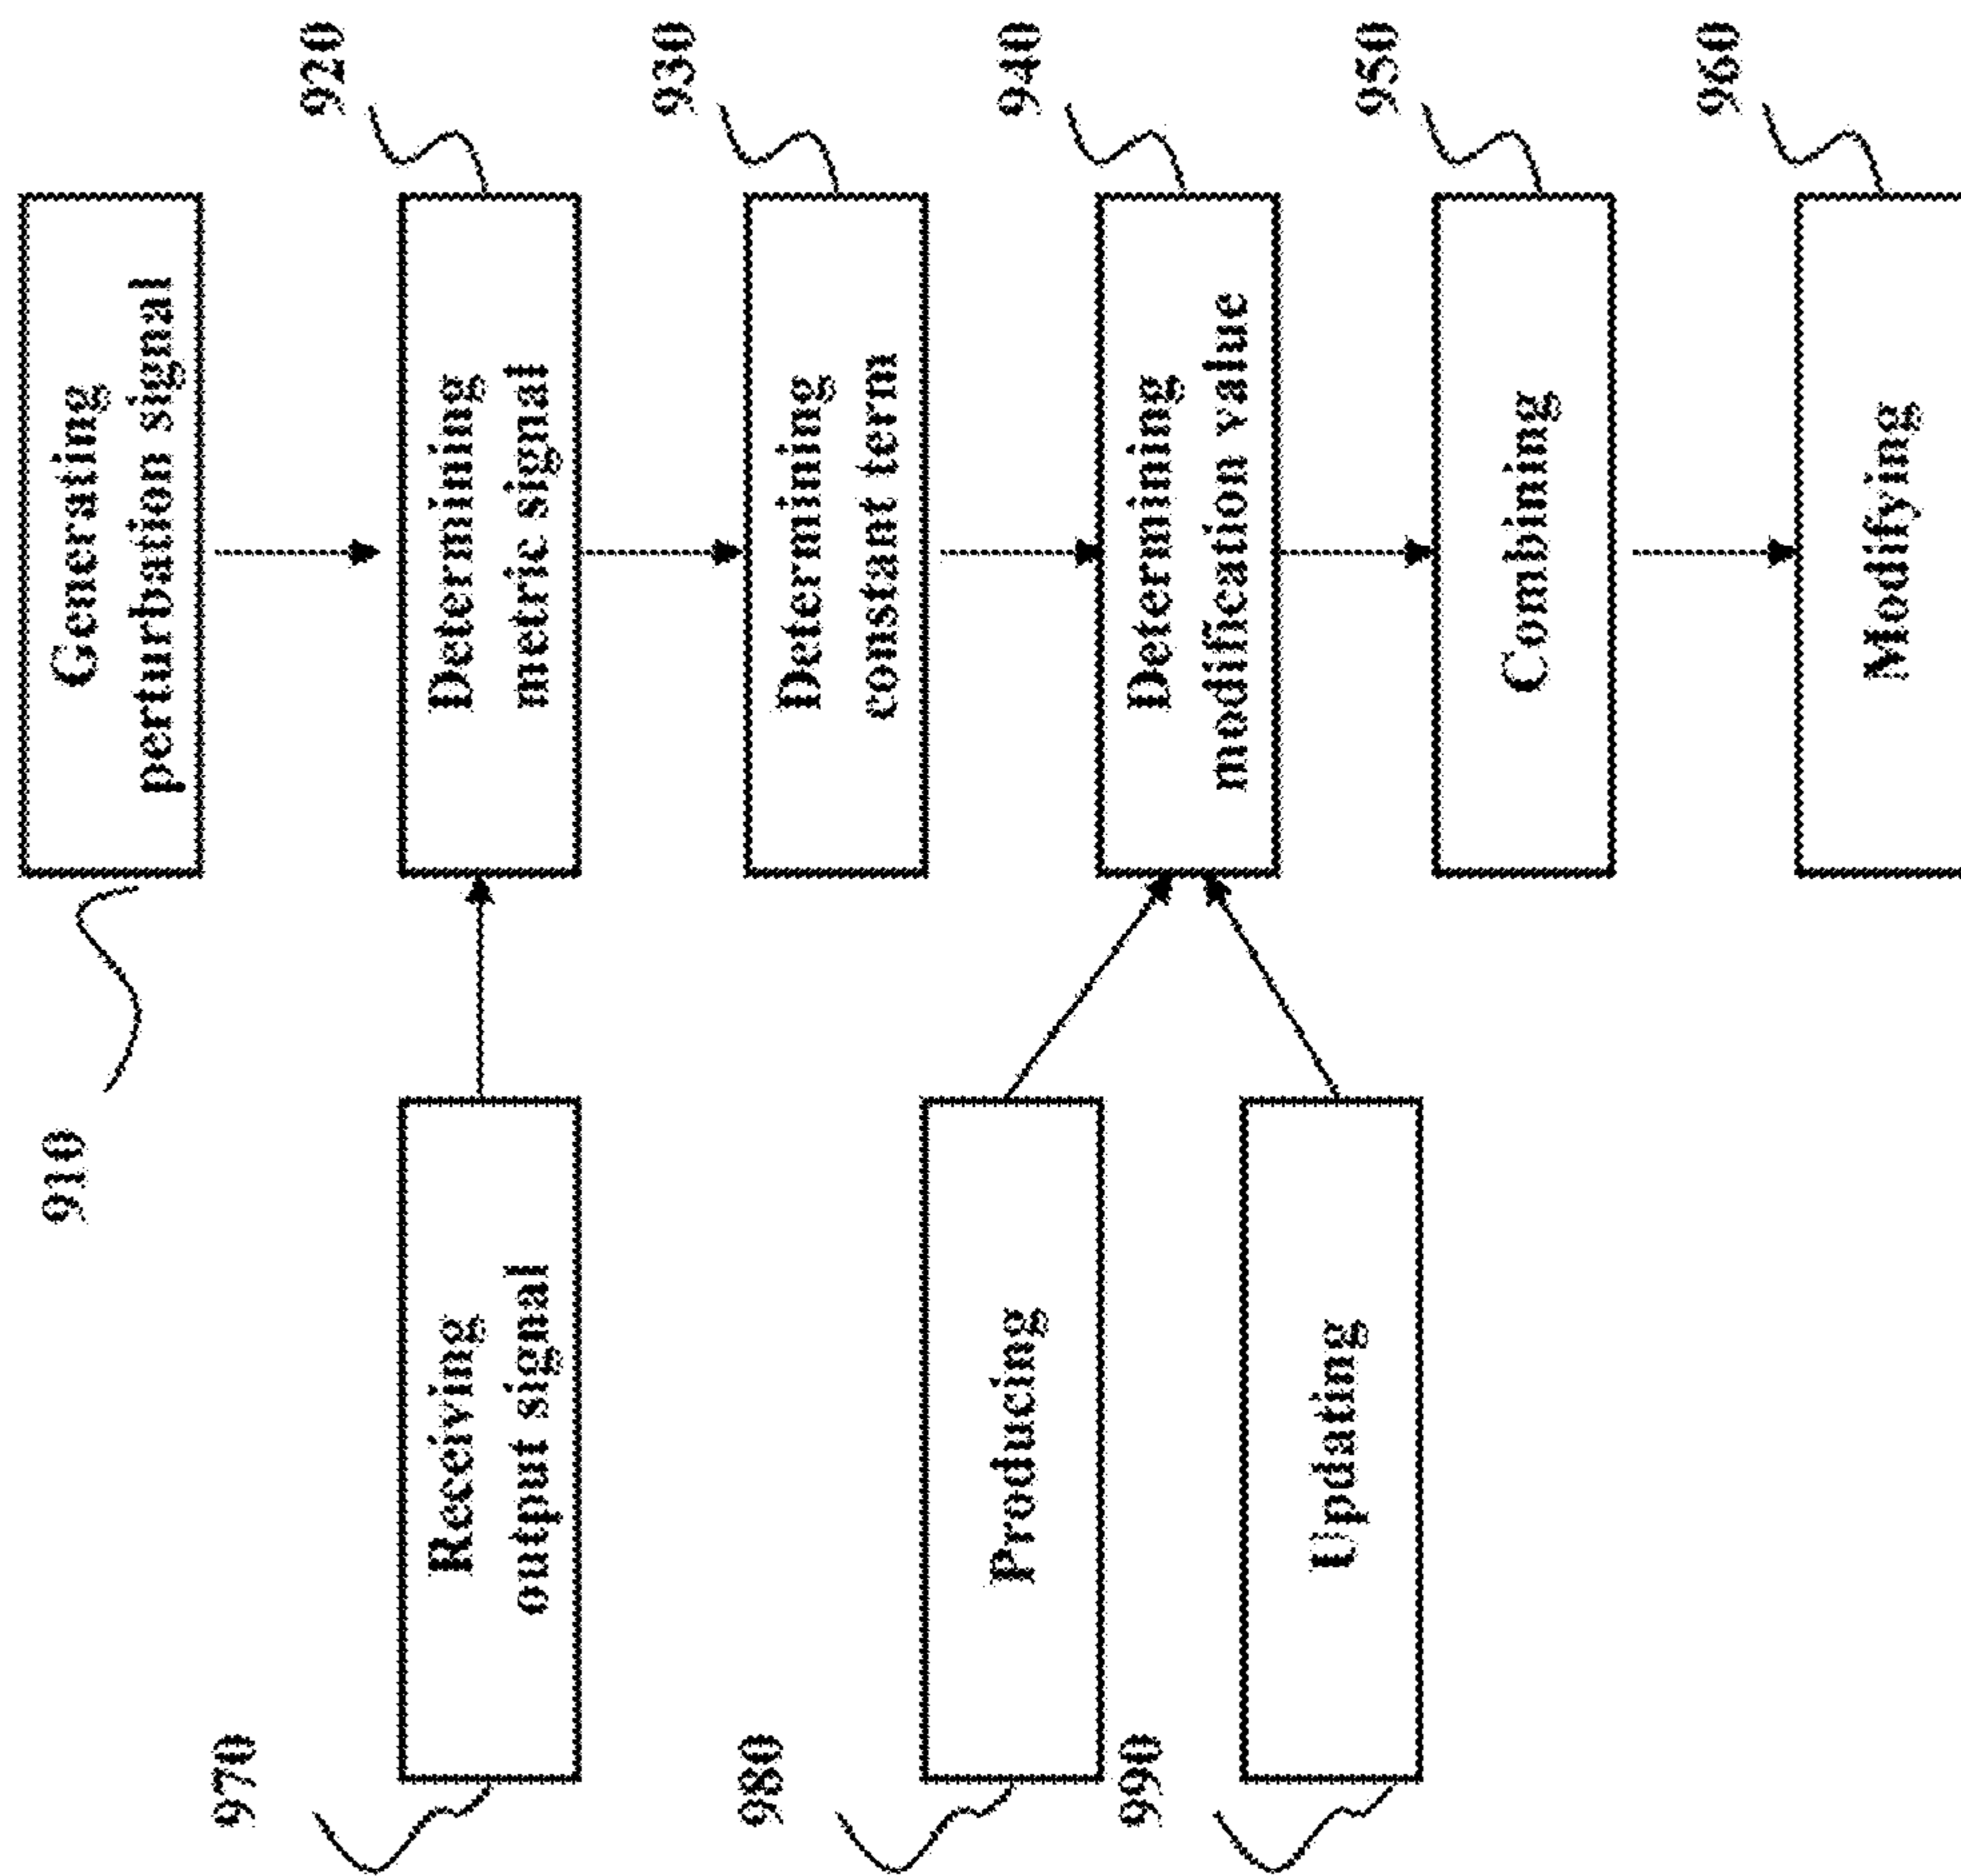 910
Generating
perturbation signal
920
Determining
metric signal
930
Determining
constant term
940
Determining
modification value
950
Combining
960
Modifying
970
Receiving
output signal
980
Producing
990
Updating